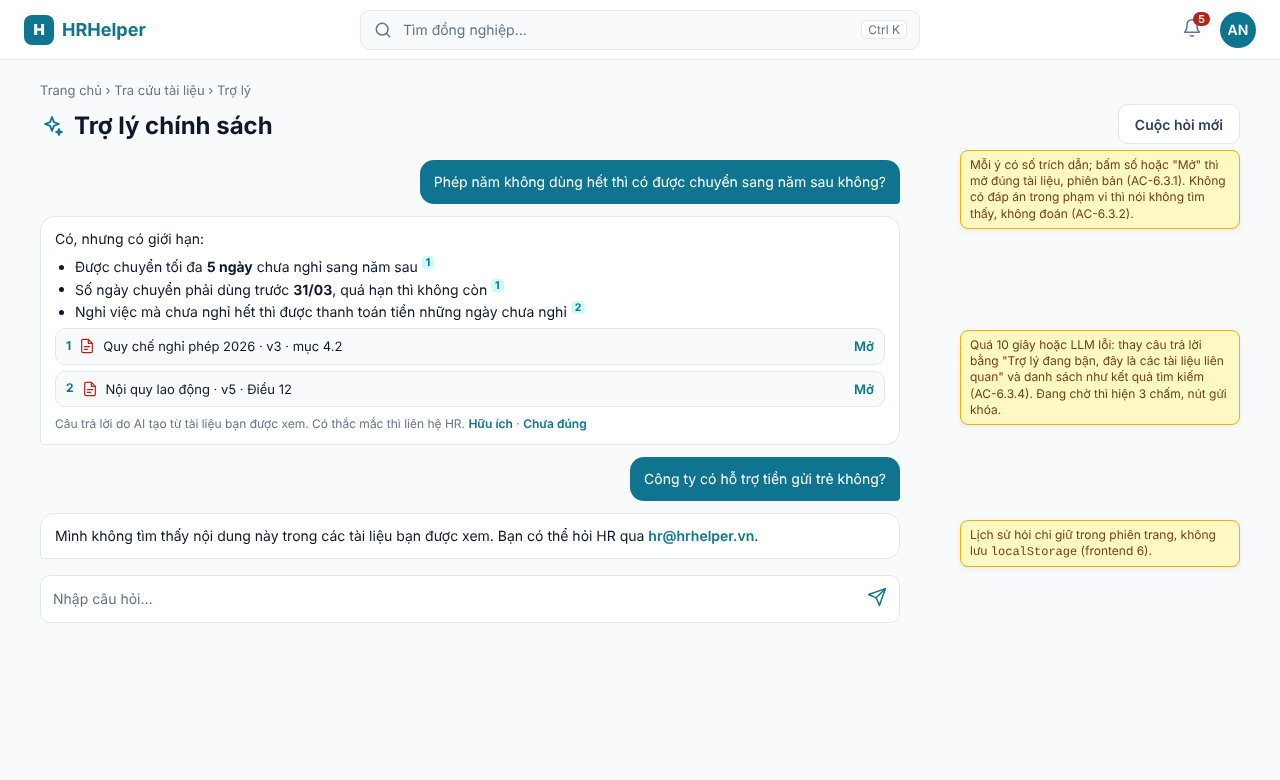 H HRHelper
Tìm đồng nghiệp...
Ctrl K
5
AN
Trang chủ › Tra cứu tài liệu › Trợ lý
Trợ lý chính sách
Cuộc hỏi mới
Phép năm không dùng hết thì có được chuyển sang năm sau không?
Có, nhưng có giới hạn:
• Được chuyển tối đa 5 ngày chưa nghỉ sang năm sau 1
• Số ngày chuyển phải dùng trước 31/03, quá hạn thì không còn 1
• Nghỉ việc mà chưa nghỉ hết thì được thanh toán tiền những ngày chưa nghỉ 2
1 Quy chế nghỉ phép 2026 · v3 · mục 4.2 Mở
2 Nội quy lao động · v5 · Điều 12 Mở
Câu trả lời do AI tạo từ tài liệu bạn được xem. Có thắc mắc thì liên hệ HR. Hữu ích · Chưa đúng
Công ty có hỗ trợ tiền gửi trẻ không?
Mình không tìm thấy nội dung này trong các tài liệu bạn được xem. Bạn có thể hỏi HR qua hr@hrhelper.vn.
Nhập câu hỏi...
Mỗi ý có số trích dẫn; bấm số hoặc "Mở" thì
mở đúng tài liệu, phiên bản (AC-6.3.1). Không
có đáp án trong phạm vi thì nói không tìm
thấy, không đoán (AC-6.3.2).
Quá 10 giây hoặc LLM lỗi: thay câu trả lời
bằng "Trợ lý đang bận, đây là các tài liệu liên
quan" và danh sách như kết quả tìm kiếm
(AC-6.3.4). Đang chờ thì hiện 3 chấm, nút gửi
khóa.
Lịch sử hỏi chỉ giữ trong phiên trang, không
lưu localStorage (frontend 6).